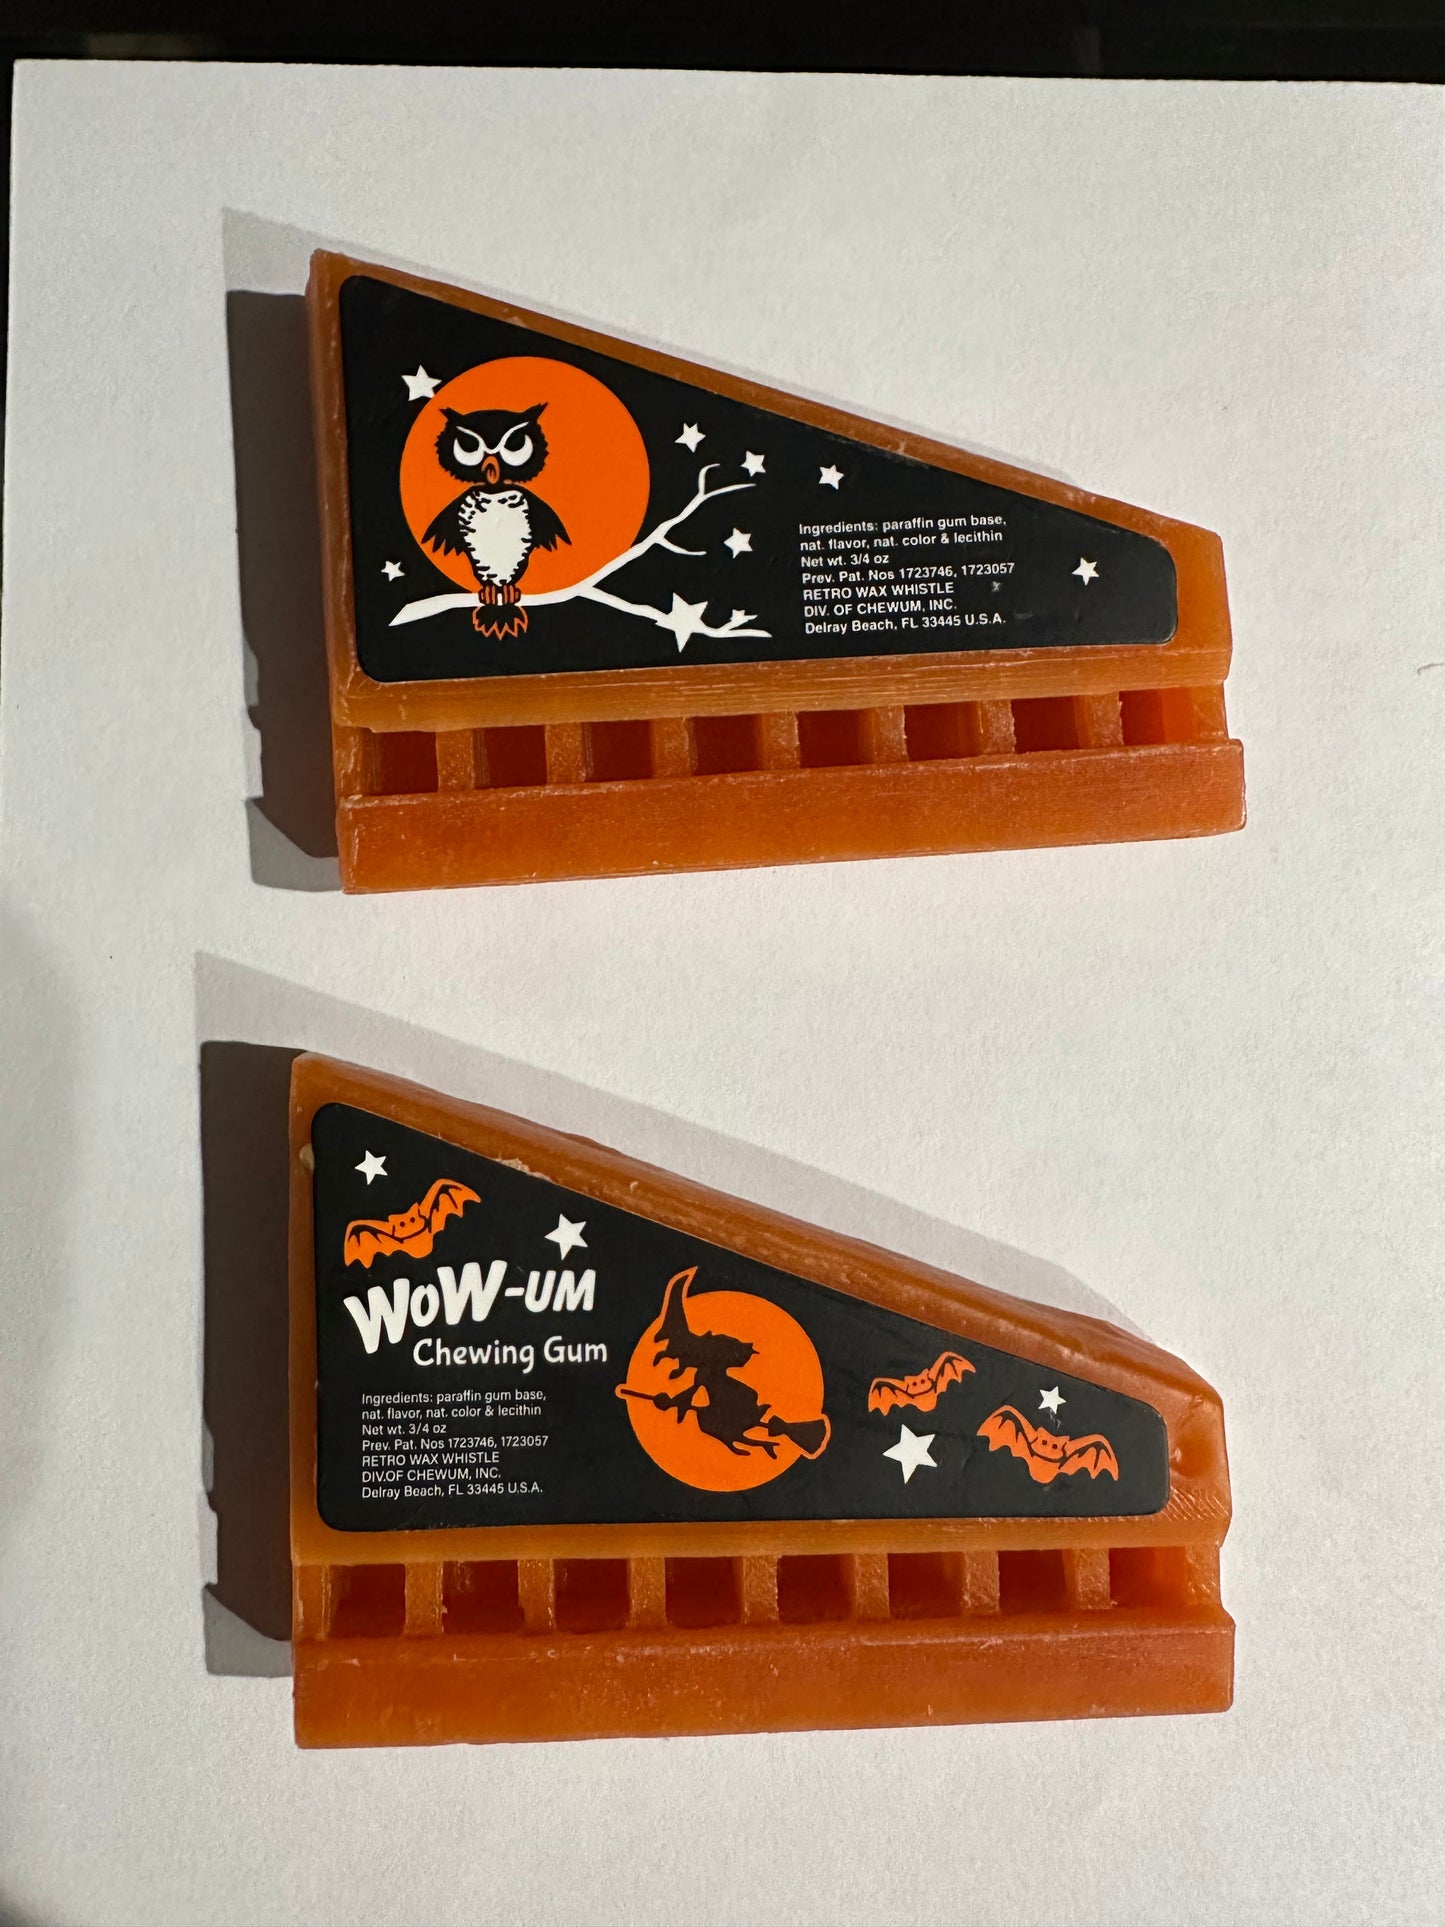 Ingredients: paraffin gum base,
nat. flavor, nat. color & lecithin
Net wt. 3/4 oz
Prev. Pat. Nos 1723746, 1723057
RETRO WAX WHISTLE
DIV. OF CHEWUM, INC.
Delray Beach, FL 33445 U.S.A.
WoW-UM
Chewing Gum
Ingredients: paraffin gum base,
nat. flavor, nat. color & lecithin
Net wt. 3/4 oz
Prev. Pat. Nos 1723746, 1723057
RETRO WAX WHISTLE
DIV.OF CHEWUM, INC.
Delray Beach, FL 33445 U.S.A.